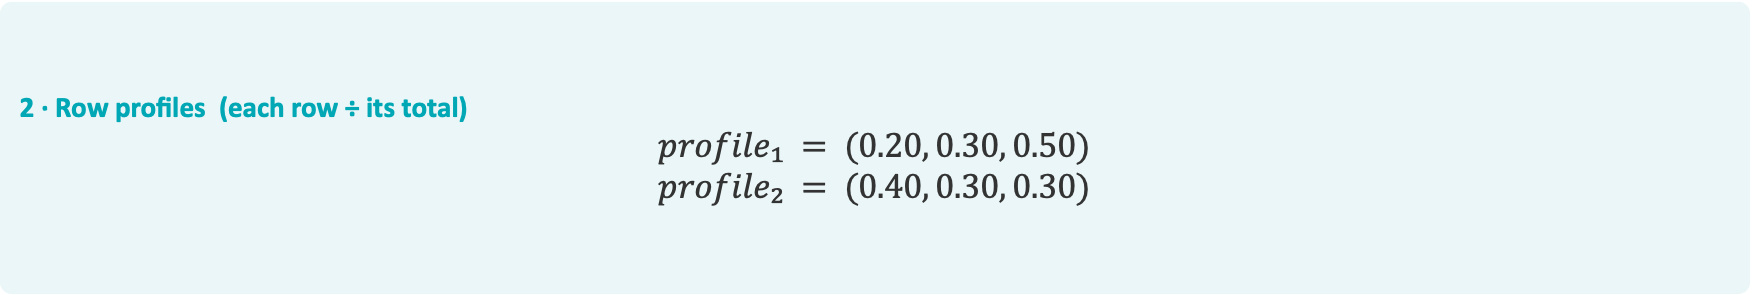 2 · Row profiles (each row ÷ its total)
profile₁ = (0.20, 0.30, 0.50)
profile₂ = (0.40, 0.30, 0.30)